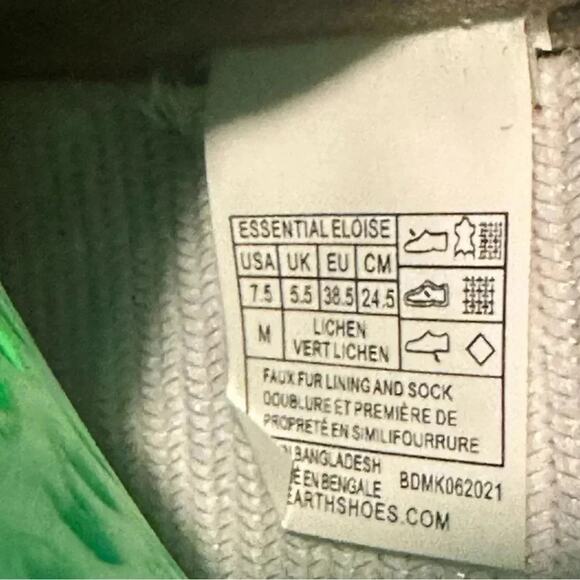 ESSENTIAL ELOISE
USA UK EU CM
7.5 5.5 38.5 24.5
M LICHEN
VERT LICHEN
FAUX FUR LINING AND SOCK
DOUBLURE ET PREMIÈRE DE
PROPRETÉ EN SIMILIFOURRURE
BANGLADESH
EN BENGALE BDMK062021
EARTHSHOES.COM